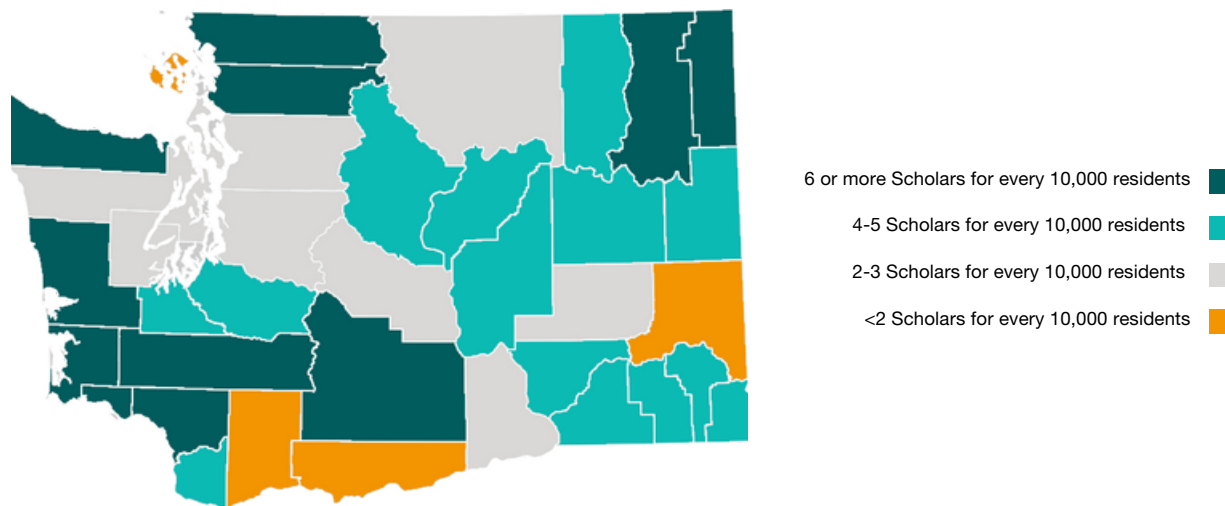 6 or more Scholars for every 10,000 residents
4-5 Scholars for every 10,000 residents
2-3 Scholars for every 10,000 residents
<2 Scholars for every 10,000 residents